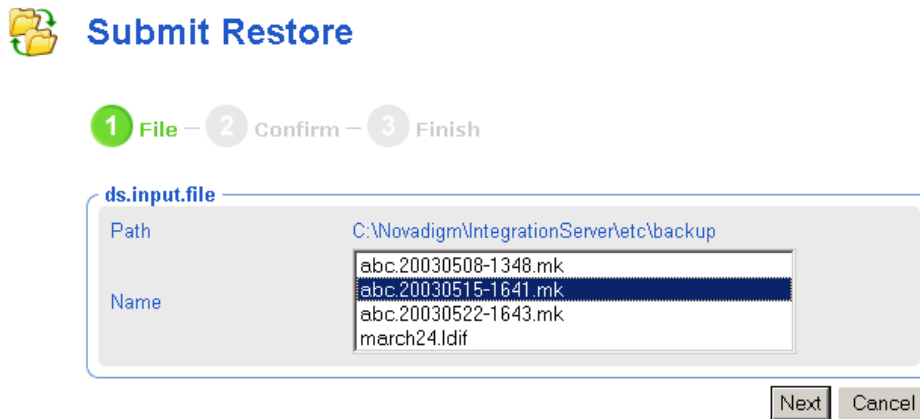 Submit Restore
1 File – 2 Confirm – 3 Finish
ds.input.file
Path C:\Novadigm\IntegrationServer\etc\backup
abc.20030508-1348.mk
abc.20030515-1641.mk
Name
abc.20030522-1643.mk
march24.ldif
Next Cancel